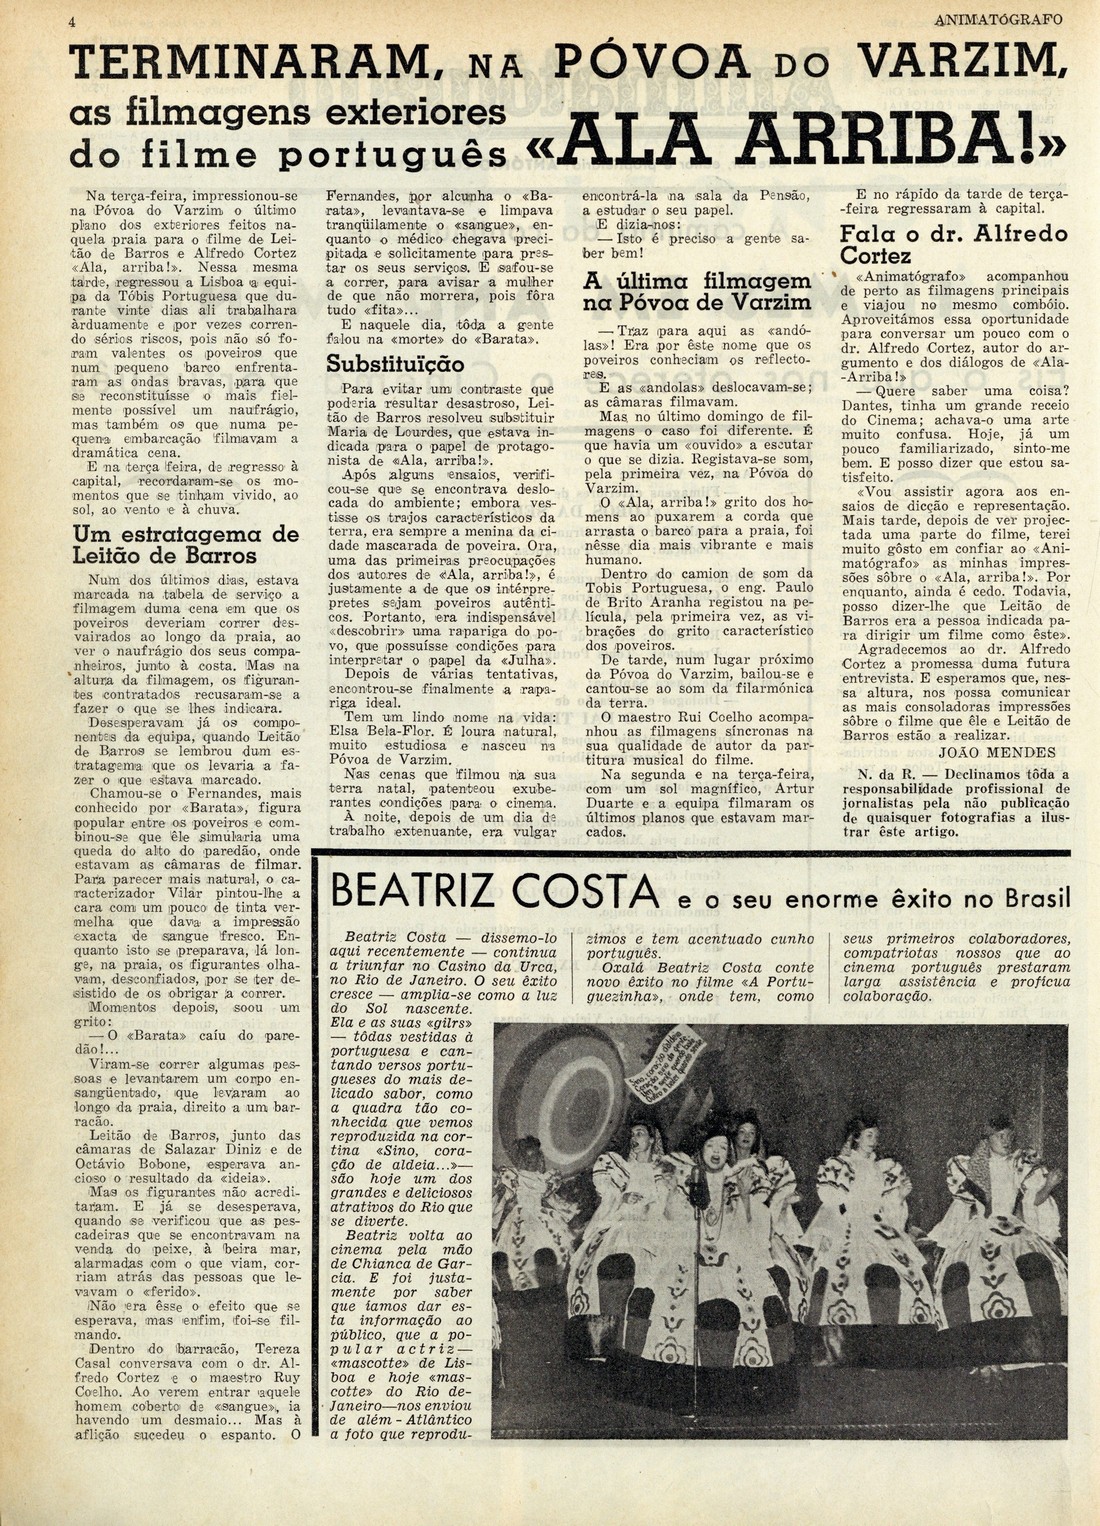 4
ANIMATÓGRAFO
TERMINARAM, NA PÓVOA DO VARZIM,
as filmagens exteriores
do filme português «ALA ARRIBA!»
Na terça-feira, impressionou-se
na Póvoa do Varzim o último
plano dos exteriores feitos na-
quela praia para o filme de Lei-
tão de Barros e Alfredo Cortez
«Ala, arriba!». Nessa mesma
tarde, regressou a Lisboa a equi-
pa da Tóbis Portuguesa que du-
rante vinte dias ali trabalhara
àrduamente e por vezes corren-
do sérios riscos, pois não só fo-
ram valentes os poveiros que
num pequeno barco enfrenta-
ram as ondas bravas, para que
se reconstituísse o mais fiel-
mente possível um naufrágio,
mas também os que numa pe-
quena embarcação filmavam a
dramática cena.
E na terça feira, de regresso à
capital, recordaram-se os mo-
mentos que se tinham vivido, ao
sol, ao vento e à chuva.
Um estratagema de
Leitão de Barros
Num dos últimos dias, estava
marcada na tabela de serviço a
filmagem duma cena em que os
poveiros deveriam correr des-
vairados ao longo da praia, ao
ver o naufrágio dos seus compa-
nheiros, junto à costa. Mas na
altura da filmagem, os figuran-
tes contratados recusaram-se a
fazer o que se lhes indicara.
Desesperavam já os compo-
nentes da equipa, quando Leitão
de Barros se lembrou dum es-
tratagema que os levaria a fa-
zer o que estava marcado.
Chamou-se o Fernandes, mais
conhecido por «Barata», figura
popular entre os poveiros e com-
binou-se que êle simularia uma
queda do alto do paredão, onde
estavam as câmaras de filmar.
Para parecer mais natural, o ca-
racterizador Vilar pintou-lhe a
cara com um pouco de tinta ver-
melha que dava a impressão
exacta de sangue fresco. En-
quanto isto se preparava, lá lon-
ge, na praia, os figurantes olha-
vam, desconfiados, por se ter de-
sistido de os obrigar a correr.
Momentos depois, soou um
grito:
— O «Barata» caíu do pare-
dão!...
Viram-se correr algumas pes-
soas e levantarem um corpo en-
sangüentado, que levaram ao
longo da praia, direito a um bar-
racão.
Leitão de Barros, junto das
câmaras de Salazar Diniz e de
Octávio Bobone, esperava an-
cioso o resultado da «ideia».
Mas os figurantes não acredi-
taram. E já se desesperava,
quando se verificou que as pes-
cadeiras que se encontravam na
venda do peixe, à beira mar,
alarmadas com o que viam, cor-
riam atrás das pessoas que le-
vavam o «ferido».
Não era êsse o efeito que se
esperava, mas enfim, foi-se fil-
mando.
Dentro do barracão, Tereza
Casal conversava com o dr. Al-
fredo Cortez e o maestro Ruy
Coelho. Ao verem entrar aquele
homem coberto de «sangue», ia
havendo um desmaio... Mas à
aflição sucedeu o espanto. O
Fernandes, por alcunha o «Ba-
rata», levantava-se e limpava
tranqüilamente o «sangue», en-
quanto o médico chegava preci-
pitada e solìcitamente para pres-
tar os seus serviços. E safou-se
a correr, para avisar a mulher
de que não morrera, pois fôra
tudo «fita»...
E naquele dia, tôda a gente
falou na «morte» do «Barata».
Substituïção
Para evitar um contraste que
poderia resultar desastroso, Lei-
tão de Barros resolveu substituir
Maria de Lourdes, que estava in-
dicada para o papel de protago-
nista de «Ala, arriba!».
Após alguns ensaios, verifi-
cou-se que se encontrava deslo-
cada do ambiente; embora ves-
tisse os trajos característicos da
terra, era sempre a menina da ci-
dade mascarada de poveira. Ora,
uma das primeiras preocupações
dos autores de «Ala, arriba!», é
justamente a de que os intérpre-
pretes sejam poveiros autênti-
cos. Portanto, era indispensável
«descobrir» uma rapariga do po-
vo, que possuísse condições para
interpretar o papel da «Julha».
Depois de várias tentativas,
encontrou-se finalmente a rapa-
riga ideal.
Tem um lindo nome na vida:
Elsa Bela-Flor. É loura natural,
muito estudiosa e nasceu na
Póvoa de Varzim.
Nas cenas que filmou na sua
terra natal, patenteou exube-
rantes condições para o cinema.
À noite, depois de um dia de
trabalho extenuante, era vulgar
encontrá-la na sala da Pensão,
a estudar o seu papel.
E dizia-nos:
— Isto é preciso a gente sa-
ber bem!
A última filmagem
na Póvoa de Varzim
— Traz para aqui as «andó-
las»! Era por êste nome que os
poveiros conheciam os reflecto-
res.
E as «andolas» deslocavam-se;
as câmaras filmavam.
Mas no último domingo de fil-
magens o caso foi diferente. É
que havia um «ouvido» a escutar
o que se dizia. Registava-se som,
pela primeira vez, na Póvoa do
Varzim.
O «Ala, arriba!» grito dos ho-
mens ao puxarem a corda que
arrasta o barco para a praia, foi
nêsse dia mais vibrante e mais
humano.
Dentro do camion de som da
Tobis Portuguesa, o eng. Paulo
de Brito Aranha registou na pe-
lícula, pela primeira vez, as vi-
brações do grito característico
dos poveiros.
De tarde, num lugar próximo
da Póvoa do Varzim, bailou-se e
cantou-se ao som da filarmónica
da terra.
O maestro Rui Coelho acompa-
nhou as filmagens síncronas na
sua qualidade de autor da par-
titura musical do filme.
Na segunda e na terça-feira,
com um sol magnífico, Artur
Duarte e a equipa filmaram os
últimos planos que estavam mar-
cados.
E no rápido da tarde de terça-
-feira regressaram à capital.
Fala o dr. Alfredo
Cortez
«Animatógrafo» acompanhou
de perto as filmagens principais
e viajou no mesmo combóio.
Aproveitámos essa oportunidade
para conversar um pouco com o
dr. Alfredo Cortez, autor do ar-
gumento e dos diálogos de «Ala-
-Arriba!»
— Quere saber uma coisa?
Dantes, tinha um grande receio
do Cinema; achava-o uma arte
muito confusa. Hoje, já um
pouco familiarizado, sinto-me
bem. E posso dizer que estou sa-
tisfeito.
«Vou assistir agora aos en-
saios de dicção e representação.
Mais tarde, depois de ver projec-
tada uma parte do filme, terei
muito gôsto em confiar ao «Ani-
matógrafo» as minhas impres-
sões sôbre o «Ala, arriba!». Por
enquanto, ainda é cedo. Todavia,
posso dizer-lhe que Leitão de
Barros era a pessoa indicada pa-
ra dirigir um filme como êste».
Agradecemos ao dr. Alfredo
Cortez a promessa duma futura
entrevista. E esperamos que, nes-
sa altura, nos possa comunicar
as mais consoladoras impressões
sôbre o filme que êle e Leitão de
Barros estão a realizar.
JOÃO MENDES
N. da R. — Declinamos tôda a
responsabilidade profissional de
jornalistas pela não publicação
de quaisquer fotografias a ilus-
trar êste artigo.
BEATRIZ COSTA e o seu enorme êxito no Brasil
Beatriz Costa — dissemo-lo
aqui recentemente — continua
a triunfar no Casino da Urca,
no Rio de Janeiro. O seu êxito
cresce — amplia-se como a luz
do Sol nascente.
Ela e as suas «gilrs»
— tôdas vestidas à
portuguesa e can-
tando versos portu-
gueses do mais de-
licado sabor, como
a quadra tão co-
nhecida que vemos
reproduzida na cor-
tina «Sino, cora-
ção de aldeia...»—
são hoje um dos
grandes e deliciosos
atrativos do Rio que
se diverte.
Beatriz volta ao
cinema pela mão
de Chianca de Gar-
cia. E foi justa-
mente por saber
que íamos dar es-
ta informação ao
público, que a po-
pular actriz—
«mascotte» de Lis-
boa e hoje «mas-
cotte» do Rio de-
Janeiro—nos enviou
de além-Atlântico
a foto que reprodu-
zimos e tem acentuado cunho
português.
Oxalá Beatriz Costa conte
novo êxito no filme «A Portu-
guezinha», onde tem, como
seus primeiros colaboradores,
compatriotas nossos que ao
cinema português prestaram
larga assistência e profícua
colaboração.
Sino, coração da aldeia